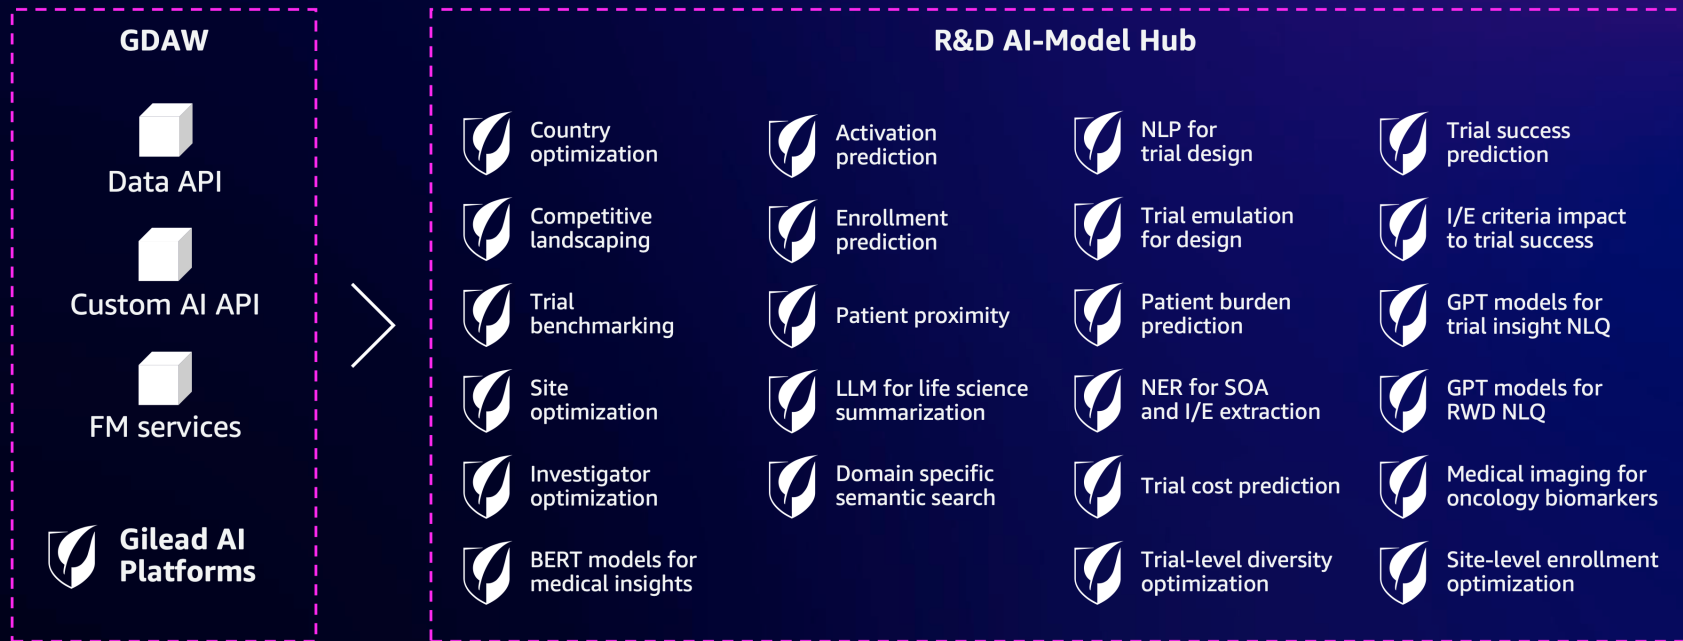 GDAW
Data API
Custom AI API
FM services
Gilead AI
Platforms
R&D AI-Model Hub
Country
optimization
Competitive
landscaping
Trial
benchmarking
Site
optimization
Investigator
optimization
BERT models for
medical insights
Activation
prediction
Enrollment
prediction
Patient proximity
LLM for life science
summarization
Domain specific
semantic search
NLP for
trial design
Trial emulation
for design
Patient burden
prediction
NER for SOA
and I/E extraction
Trial cost prediction
Trial-level diversity
optimization
Trial success
prediction
I/E criteria impact
to trial success
GPT models for
trial insight NLQ
GPT models for
RWD NLQ
Medical imaging for
oncology biomarkers
Site-level enrollment
optimization